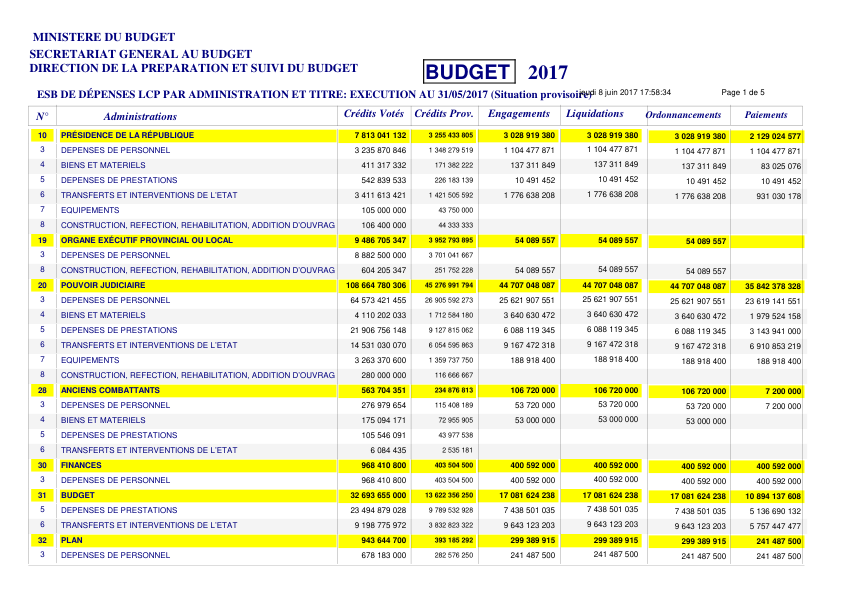 MINISTERE DU BUDGET
SECRETARIAT GENERAL AU BUDGET
DIRECTION DE LA PREPARATION ET SUIVI DU BUDGET
BUDGET 2017
ESB DE DÉPENSES LCP PAR ADMINISTRATION ET TITRE: EXECUTION AU 31/05/2017 (Situation provisoire) jeudi 8 juin 2017 17:58:34 Page 1 de 5
N° Administrations Crédits Votés Crédits Prov. Engagements Liquidations Ordonnancements Paiements
10 PRÉSIDENCE DE LA RÉPUBLIQUE 7 813 041 132 3 255 433 805 3 028 919 380 3 028 919 380 3 028 919 380 2 129 024 577
3 DEPENSES DE PERSONNEL 3 235 870 846 1 348 279 519 1 104 477 871 1 104 477 871 1 104 477 871 1 104 477 871
4 BIENS ET MATERIELS 411 317 332 171 382 222 137 311 849 137 311 849 137 311 849 83 025 076
5 DEPENSES DE PRESTATIONS 542 839 533 226 183 139 10 491 452 10 491 452 10 491 452 10 491 452
6 TRANSFERTS ET INTERVENTIONS DE L'ETAT 3 411 613 421 1 421 505 592 1 776 638 208 1 776 638 208 1 776 638 208 931 030 178
7 EQUIPEMENTS 105 000 000 43 750 000
8 CONSTRUCTION, REFECTION, REHABILITATION, ADDITION D'OUVRAG 106 400 000 44 333 333
19 ORGANE EXÉCUTIF PROVINCIAL OU LOCAL 9 486 705 347 3 952 793 895 54 089 557 54 089 557 54 089 557
3 DEPENSES DE PERSONNEL 8 882 500 000 3 701 041 667
8 CONSTRUCTION, REFECTION, REHABILITATION, ADDITION D'OUVRAG 604 205 347 251 752 228 54 089 557 54 089 557 54 089 557
20 POUVOIR JUDICIAIRE 108 664 780 306 45 276 991 794 44 707 048 087 44 707 048 087 44 707 048 087 35 842 378 328
3 DEPENSES DE PERSONNEL 64 573 421 455 26 905 592 273 25 621 907 551 25 621 907 551 25 621 907 551 23 619 141 551
4 BIENS ET MATERIELS 4 110 202 033 1 712 584 180 3 640 630 472 3 640 630 472 3 640 630 472 1 979 524 158
5 DEPENSES DE PRESTATIONS 21 906 756 148 9 127 815 062 6 088 119 345 6 088 119 345 6 088 119 345 3 143 941 000
6 TRANSFERTS ET INTERVENTIONS DE L'ETAT 14 531 030 070 6 054 595 863 9 167 472 318 9 167 472 318 9 167 472 318 6 910 853 219
7 EQUIPEMENTS 3 263 370 600 1 359 737 750 188 918 400 188 918 400 188 918 400 188 918 400
8 CONSTRUCTION, REFECTION, REHABILITATION, ADDITION D'OUVRAG 280 000 000 116 666 667
28 ANCIENS COMBATTANTS 563 704 351 234 876 813 106 720 000 106 720 000 106 720 000 7 200 000
3 DEPENSES DE PERSONNEL 276 979 654 115 408 189 53 720 000 53 720 000 53 720 000 7 200 000
4 BIENS ET MATERIELS 175 094 171 72 955 905 53 000 000 53 000 000 53 000 000
5 DEPENSES DE PRESTATIONS 105 546 091 43 977 538
6 TRANSFERTS ET INTERVENTIONS DE L'ETAT 6 084 435 2 535 181
30 FINANCES 968 410 800 403 504 500 400 592 000 400 592 000 400 592 000 400 592 000
3 DEPENSES DE PERSONNEL 968 410 800 403 504 500 400 592 000 400 592 000 400 592 000 400 592 000
31 BUDGET 32 693 655 000 13 622 356 250 17 081 624 238 17 081 624 238 17 081 624 238 10 894 137 608
5 DEPENSES DE PRESTATIONS 23 494 879 028 9 789 532 928 7 438 501 035 7 438 501 035 7 438 501 035 5 136 690 132
6 TRANSFERTS ET INTERVENTIONS DE L'ETAT 9 198 775 972 3 832 823 322 9 643 123 203 9 643 123 203 9 643 123 203 5 757 447 477
32 PLAN 943 644 700 393 185 292 299 389 915 299 389 915 299 389 915 241 487 500
3 DEPENSES DE PERSONNEL 678 183 000 282 576 250 241 487 500 241 487 500 241 487 500 241 487 500